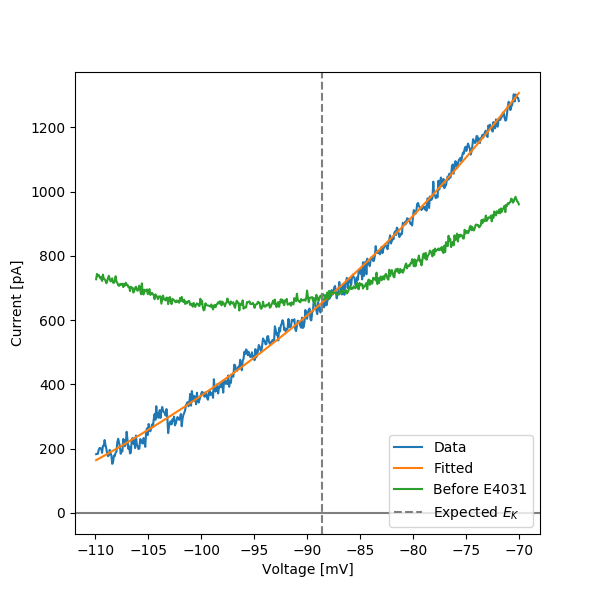 Current [pA]
1200
1000
800
600
400
200
0
−110
−105
−100
−95
−90
−85
−80
−75
−70
Voltage [mV]
Data
Fitted
Before E4031
Expected E_K